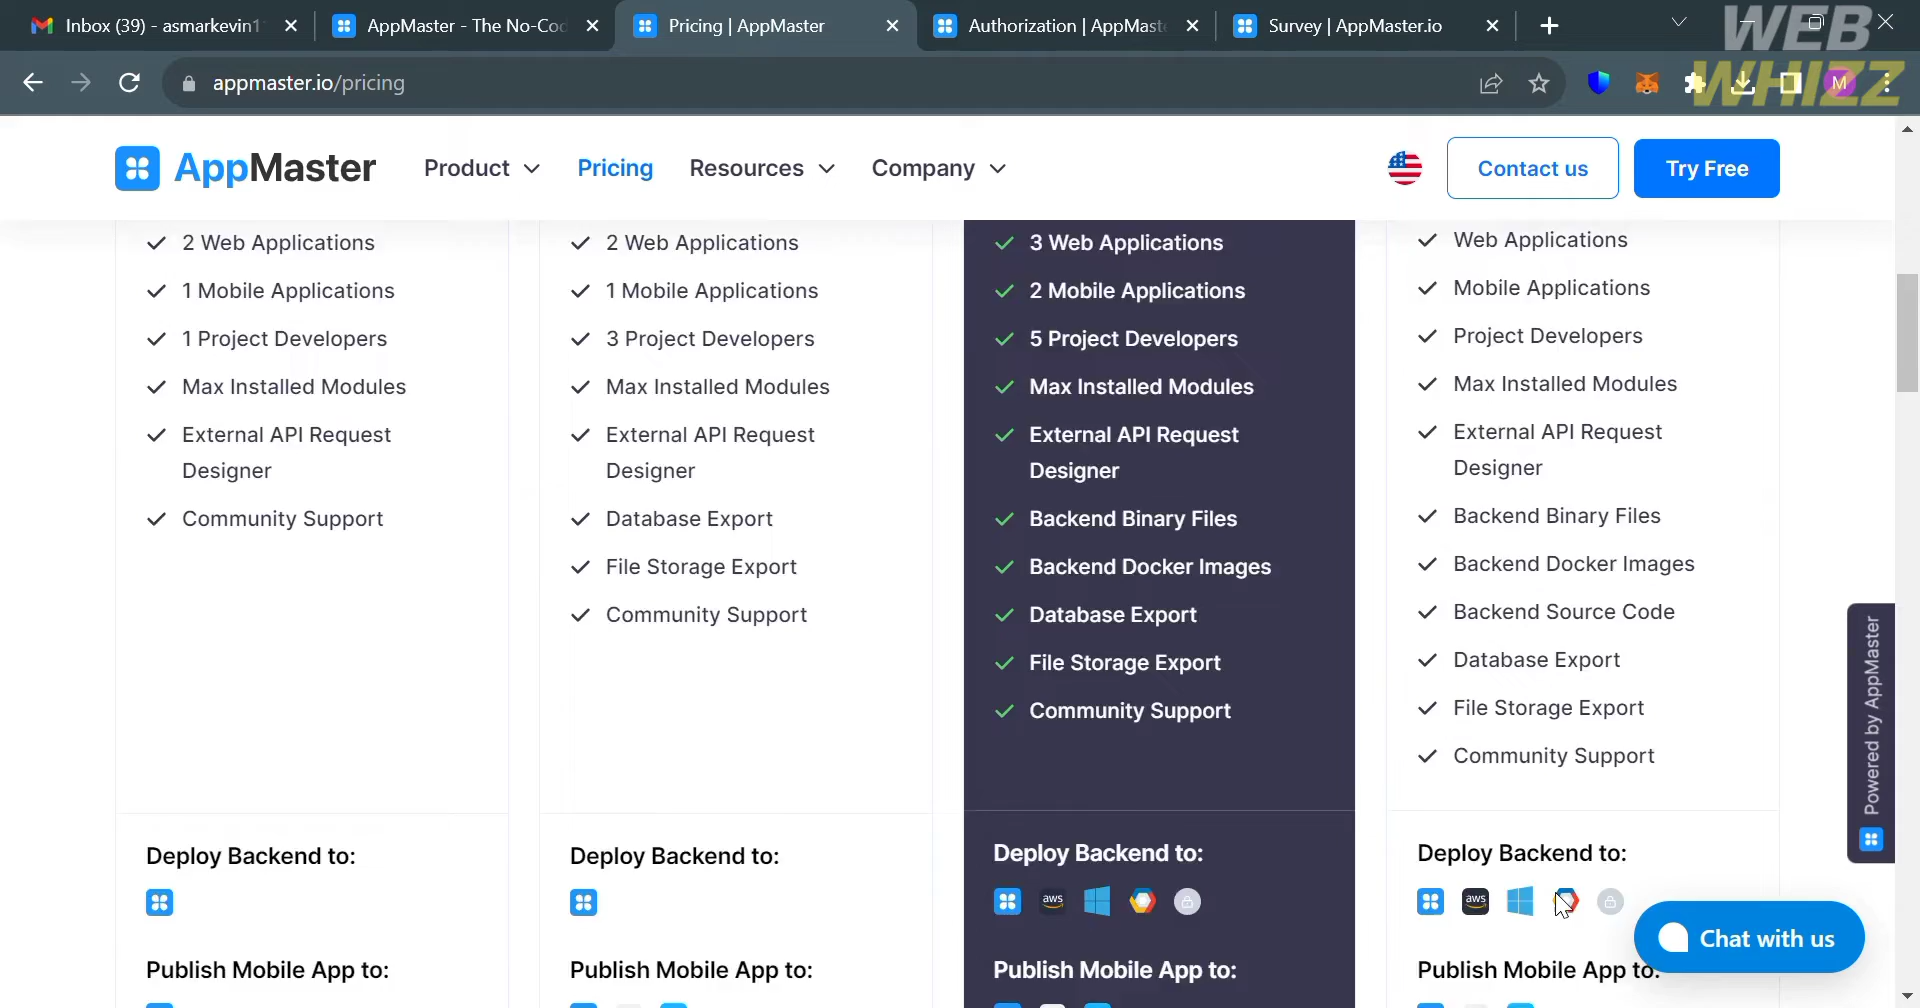 Inbox (39) - asmarkevin1
AppMaster - The No-Cod
Pricing | AppMaster
Authorization | AppMaste
Survey | AppMaster.io
WEB
WHIZZ
appmaster.io/pricing
M
AppMaster
Product
Pricing
Resources
Company
Contact us
Try Free
2 Web Applications
1 Mobile Applications
1 Project Developers
Max Installed Modules
External API Request
Designer
Community Support
Deploy Backend to:
Publish Mobile App to:
2 Web Applications
1 Mobile Applications
3 Project Developers
Max Installed Modules
External API Request
Designer
Database Export
File Storage Export
Community Support
Deploy Backend to:
Publish Mobile App to:
3 Web Applications
2 Mobile Applications
5 Project Developers
Max Installed Modules
External API Request
Designer
Backend Binary Files
Backend Docker Images
Database Export
File Storage Export
Community Support
Deploy Backend to:
aws
Publish Mobile App to:
Web Applications
Mobile Applications
Project Developers
Max Installed Modules
External API Request
Designer
Backend Binary Files
Backend Docker Images
Backend Source Code
Database Export
File Storage Export
Community Support
Deploy Backend to:
aws
Publish Mobile App to:
Powered by AppMaster
Chat with us